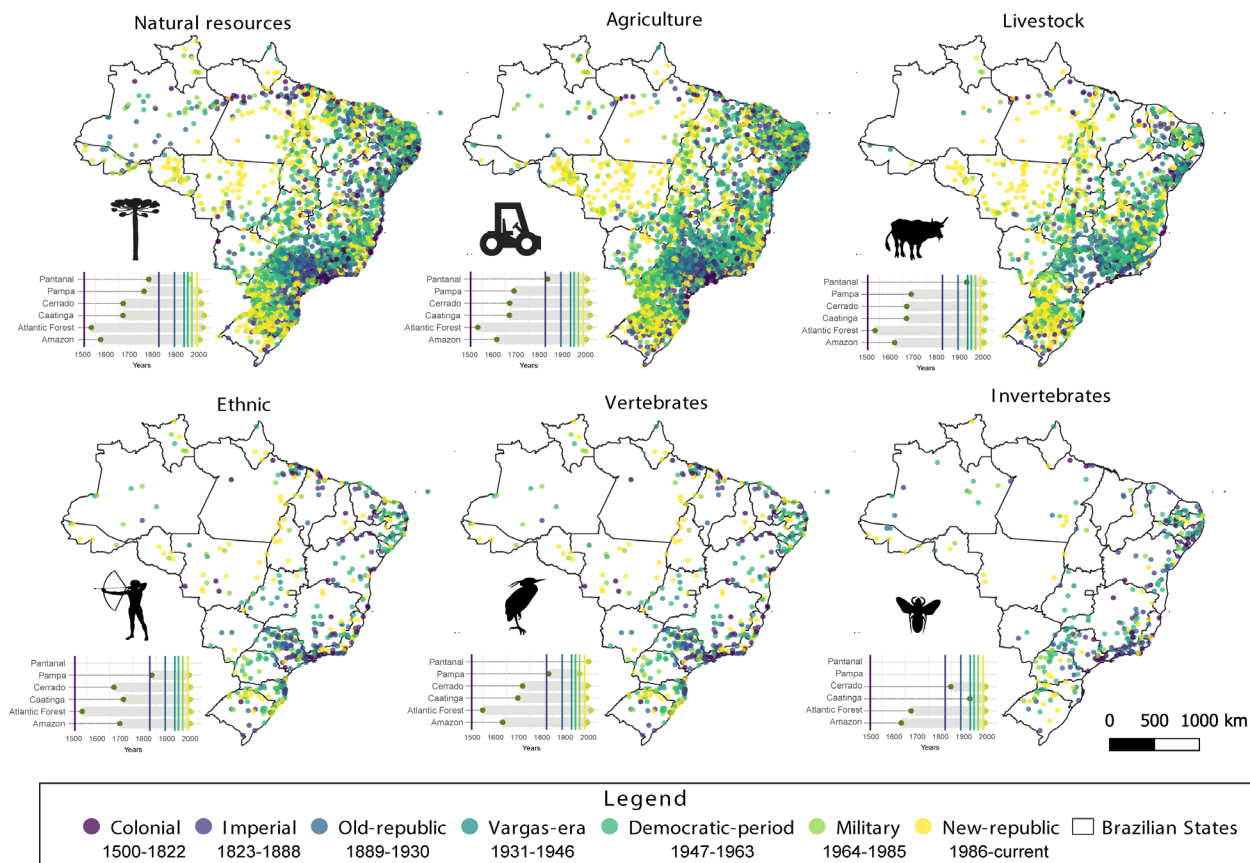 Natural resources
Agriculture
Livestock
Pantanal
Pampa
Cerrado
Caatinga
Atlantic Forest
Amazon
1500 1600 1700 1800 1900 2000
Years
Pantanal
Pampa
Cerrado
Caatinga
Atlantic Forest
Amazon
1500 1600 1700 1800 1900 2000
Years
Pantanal
Pampa
Cerrado
Caatinga
Atlantic Forest
Amazon
1500 1600 1700 1800 1900 2000
Years
Ethnic
Vertebrates
Invertebrates
Pantanal
Pampa
Cerrado
Caatinga
Atlantic Forest
Amazon
1500 1600 1700 1800 1900 2000
Years
Pantanal
Pampa
Cerrado
Caatinga
Atlantic Forest
Amazon
1500 1600 1700 1800 1900 2000
Years
Pantanal
Pampa
Cerrado
Caatinga
Atlantic Forest
Amazon
1500 1600 1700 1800 1900 2000
Years
0 500 1000 km
Legend
Colonial Imperial Old-republic Vargas-era Democratic-period Military New-republic Brazilian States
1500-1822 1823-1888 1889-1930 1931-1946 1947-1963 1964-1985 1986-current